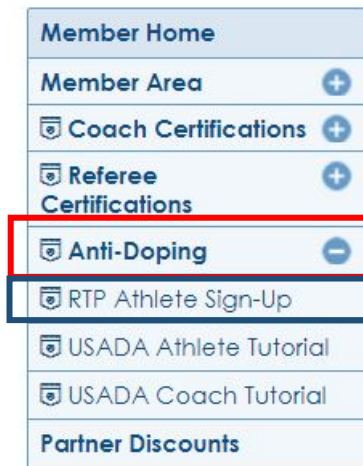 Member Home
Member Area
Coach Certifications
Referee
Certifications
Anti-Doping
RTP Athlete Sign-Up
USADA Athlete Tutorial
USADA Coach Tutorial
Partner Discounts